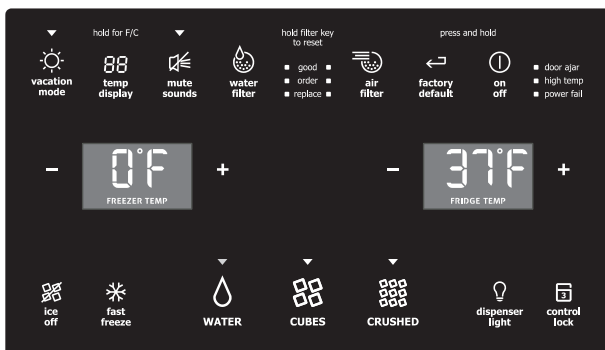 hold for F/C
hold filter key
to reset
press and hold
88
vacation
mode
temp
display
mute
sounds
water
filter
good
order
replace
air
filter
factory
default
on
off
door ajar
high temp
power fail
- 0°F +
FREEZER TEMP
- 37°F +
FRIDGE TEMP
ice
off
fast
freeze
WATER
CUBES
CRUSHED
dispenser
light
3
control
lock